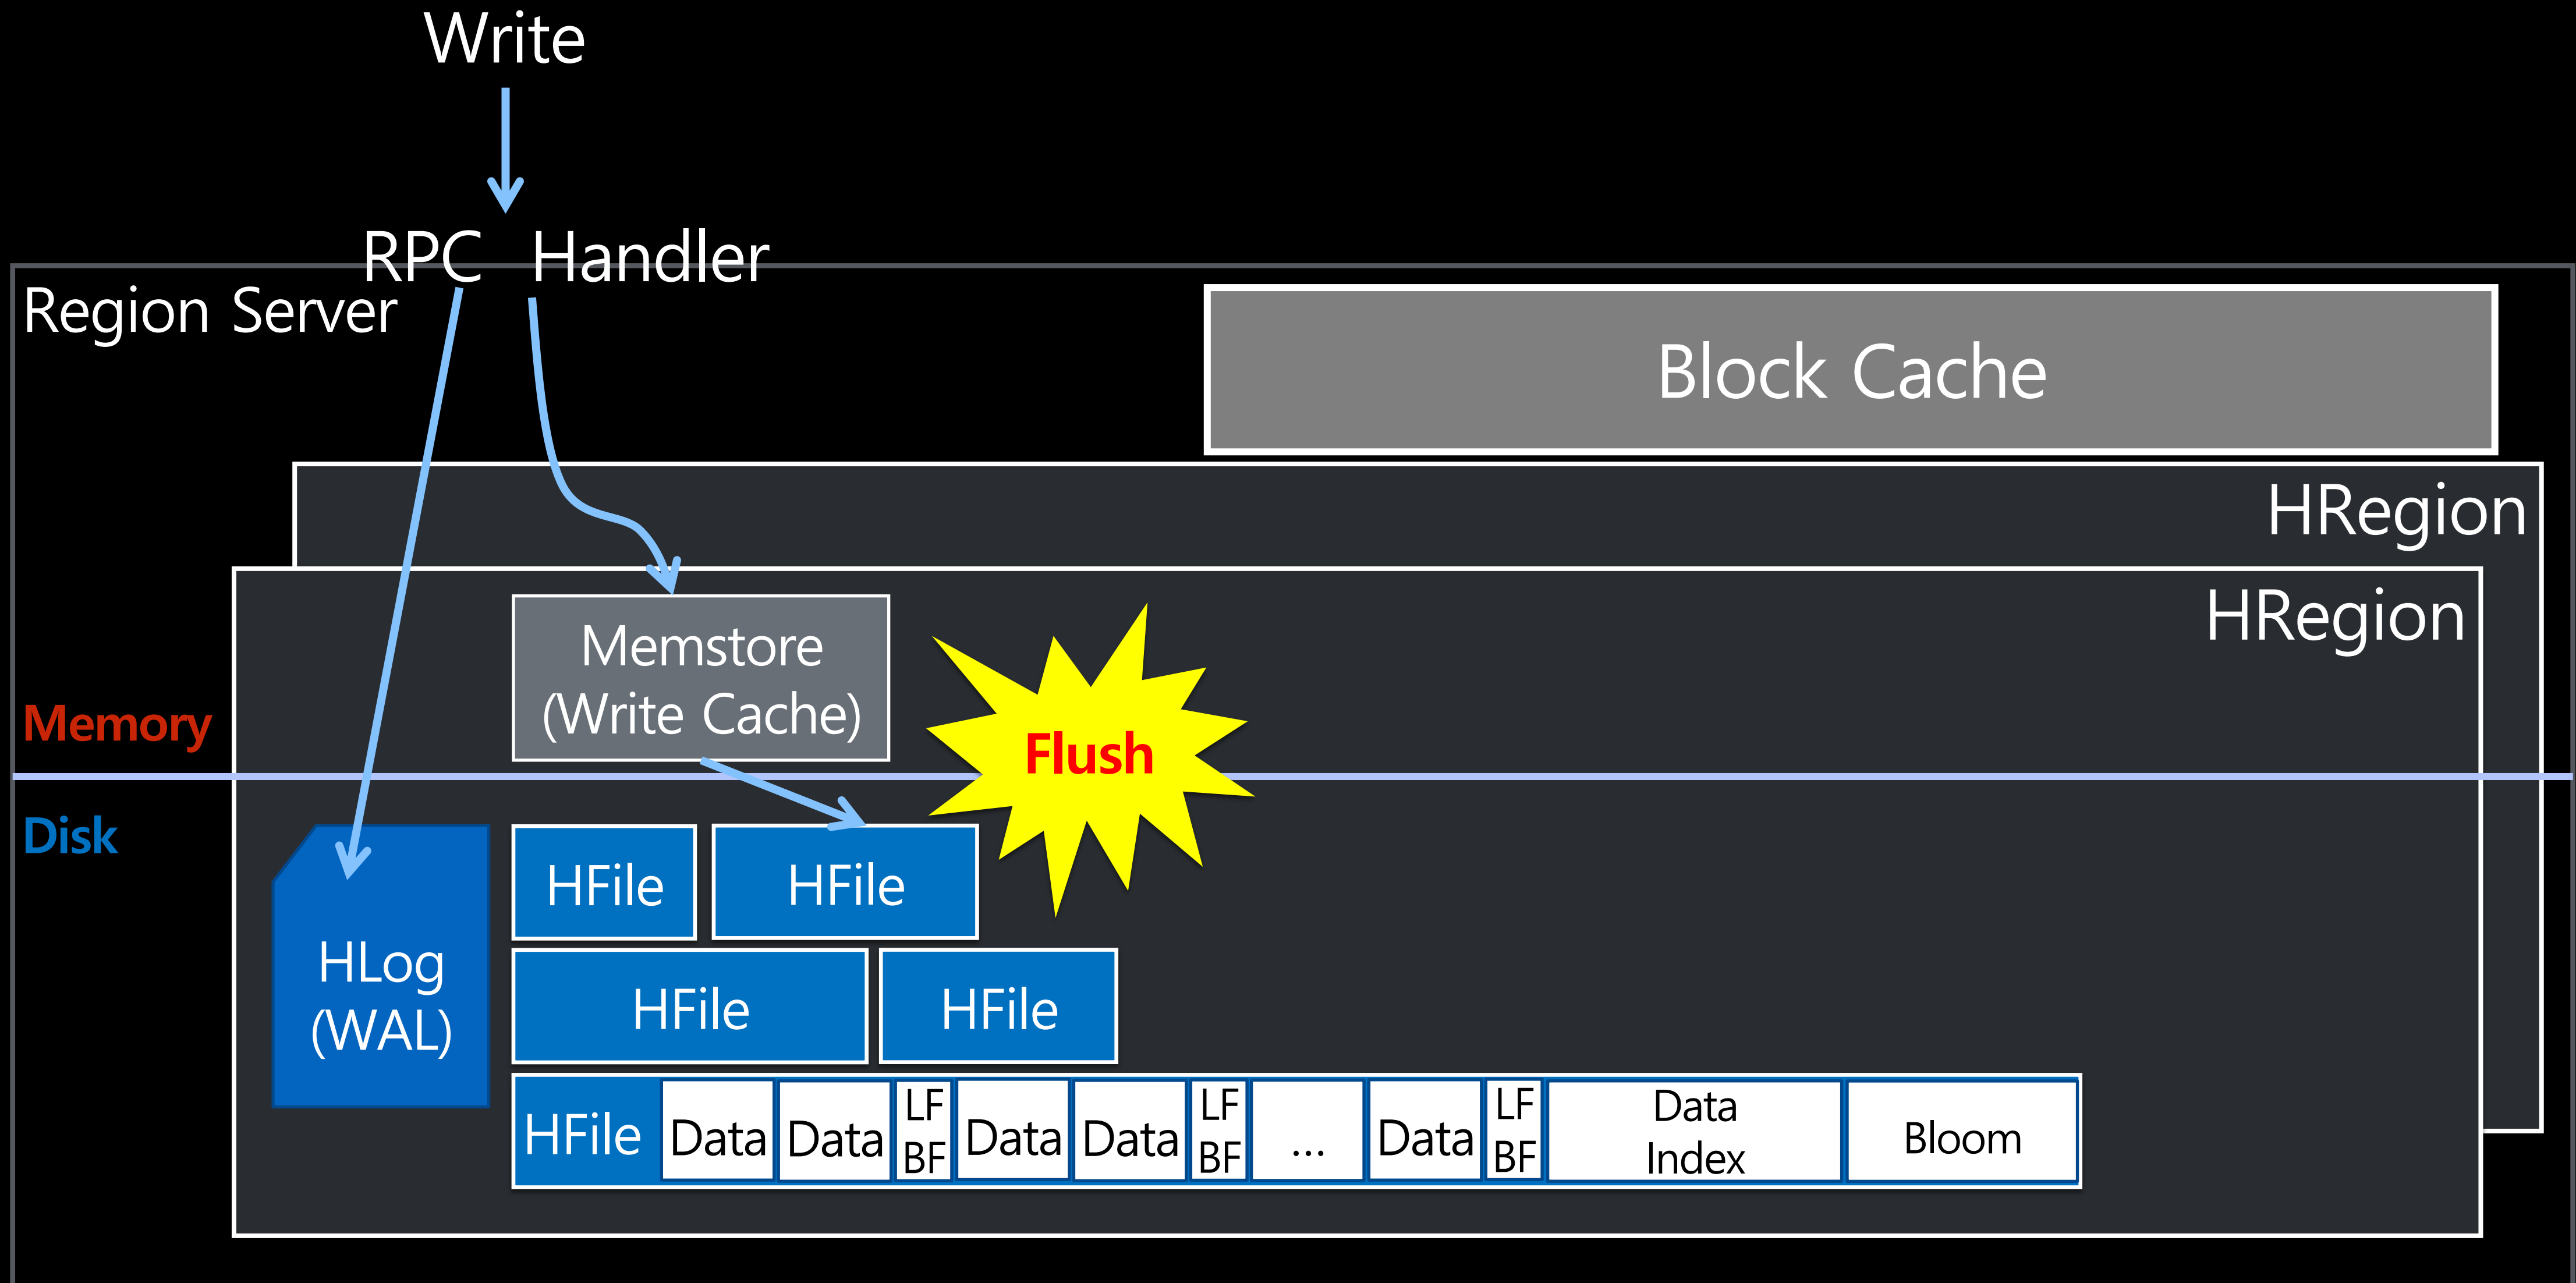 Write
RPC Handler
Region Server
Block Cache
HRegion
HRegion
Memstore
(Write Cache)
Memory
Flush
Disk
HFile
HFile
HLog
(WAL)
HFile
HFile
HFile
Data
Data
LF
BF
Data
Data
LF
BF
...
Data
LF
BF
Data
Index
Bloom